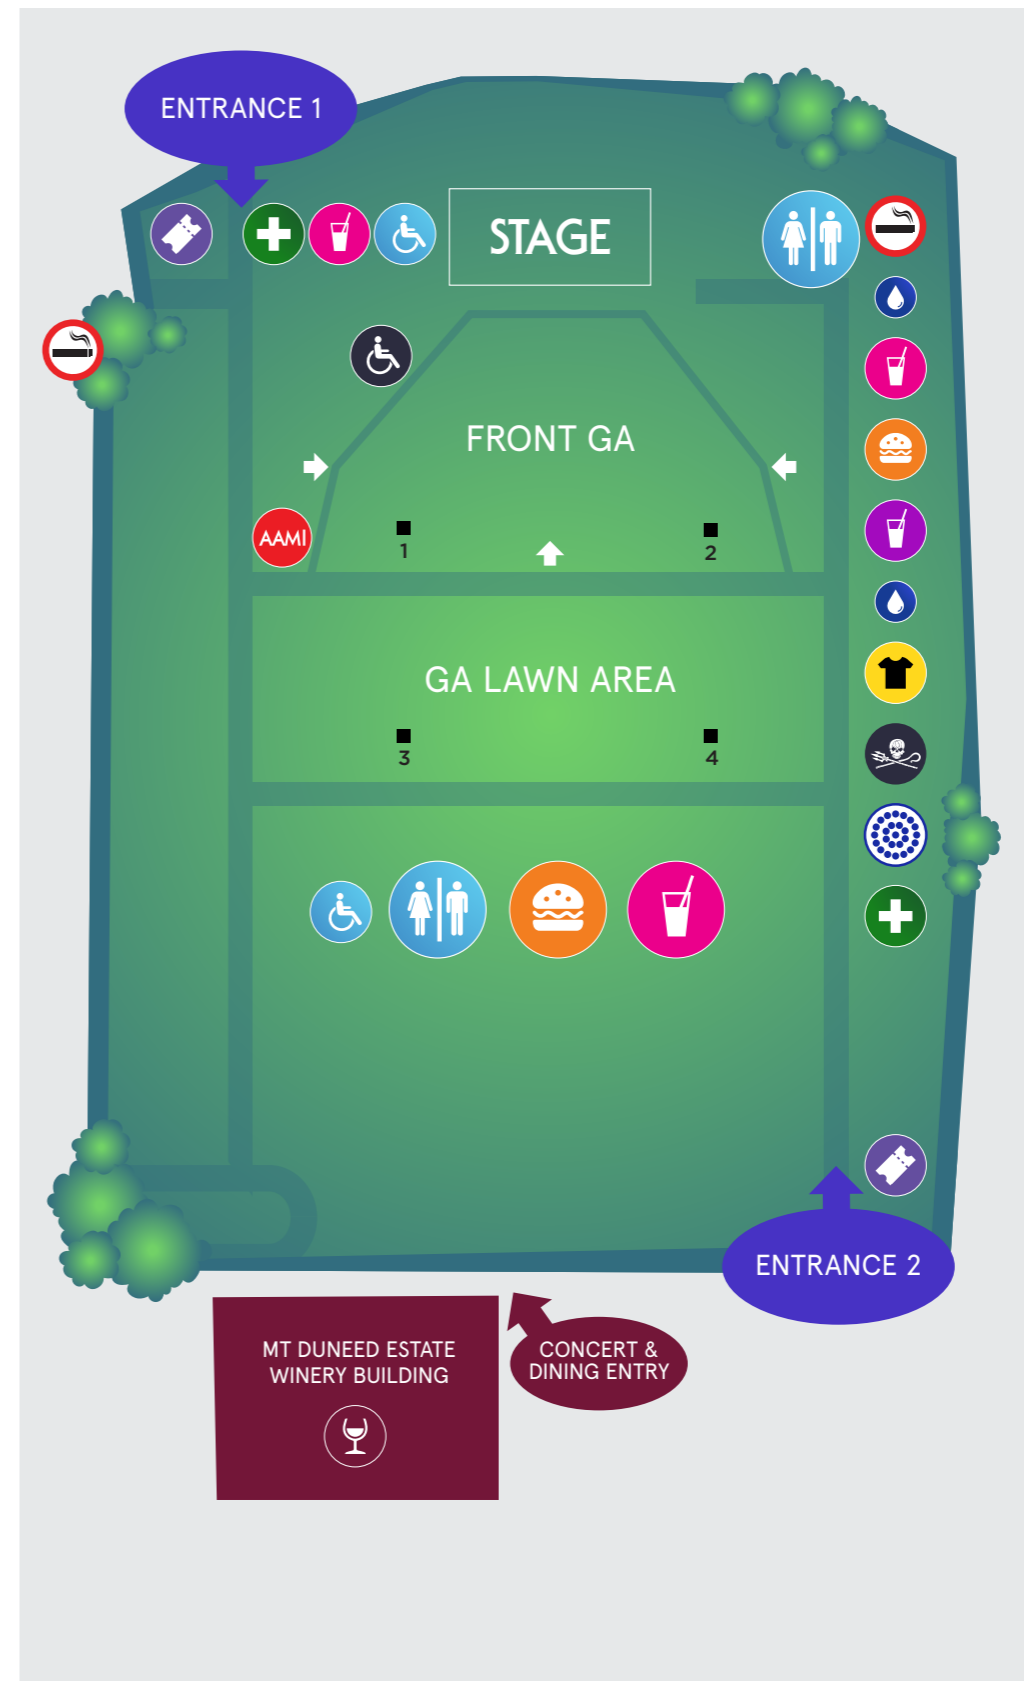 ENTRANCE 1
STAGE
FRONT GA
AAMI
1
2
GA LAWN AREA
3
4
ENTRANCE 2
MT DUNEED ESTATE
WINERY BUILDING
CONCERT &
DINING ENTRY